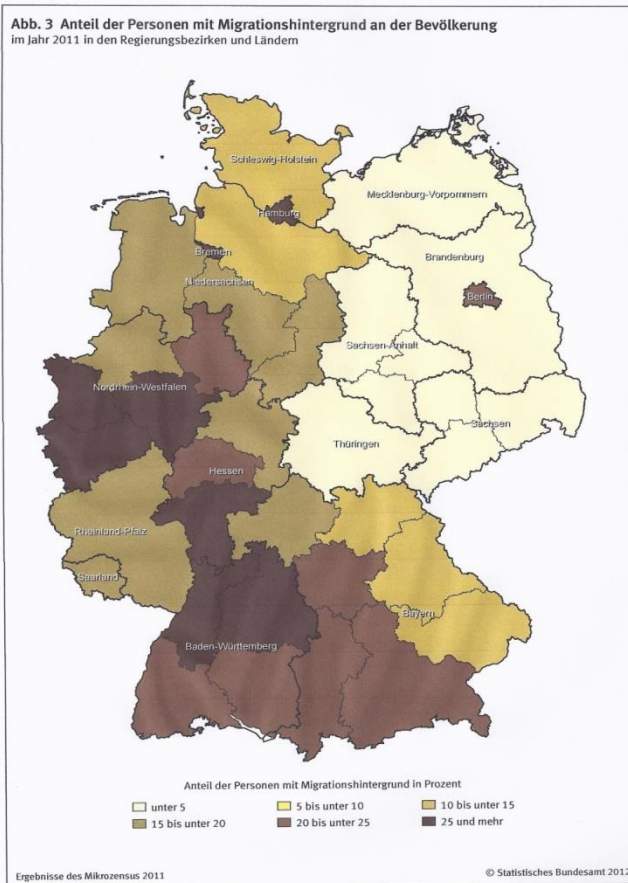 Abb. 3 Anteil der Personen mit Migrationshintergrund an der Bevölkerung
im Jahr 2011 in den Regierungsbezirken und Ländern
Schleswig-Holstein
Mecklenburg-Vorpommern
Hamburg
Bremen
Brandenburg
Niedersachsen
Berlin
Sachsen-Anhalt
Nordrhein-Westfalen
Sachsen
Thüringen
Hessen
Rheinland-Pfalz
Saarland
Bayern
Baden-Württemberg
Anteil der Personen mit Migrationshintergrund in Prozent
unter 5
5 bis unter 10
10 bis unter 15
15 bis unter 20
20 bis unter 25
25 und mehr
Ergebnisse des Mikrozensus 2011
© Statistisches Bundesamt 2012